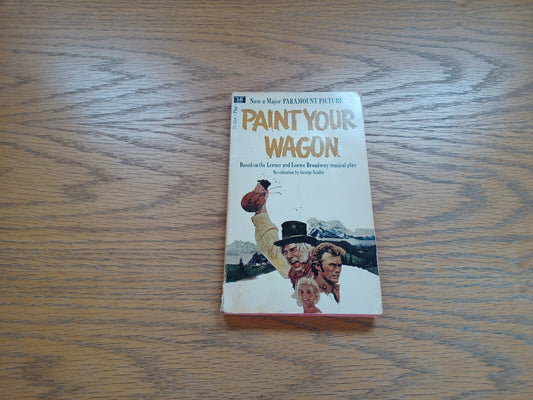 Now a Major PARAMOUNT PICTURE
PAINT YOUR
WAGON
Based on the Lerner and Loewe Broadway musical play
Novelization by George Scullin
75¢